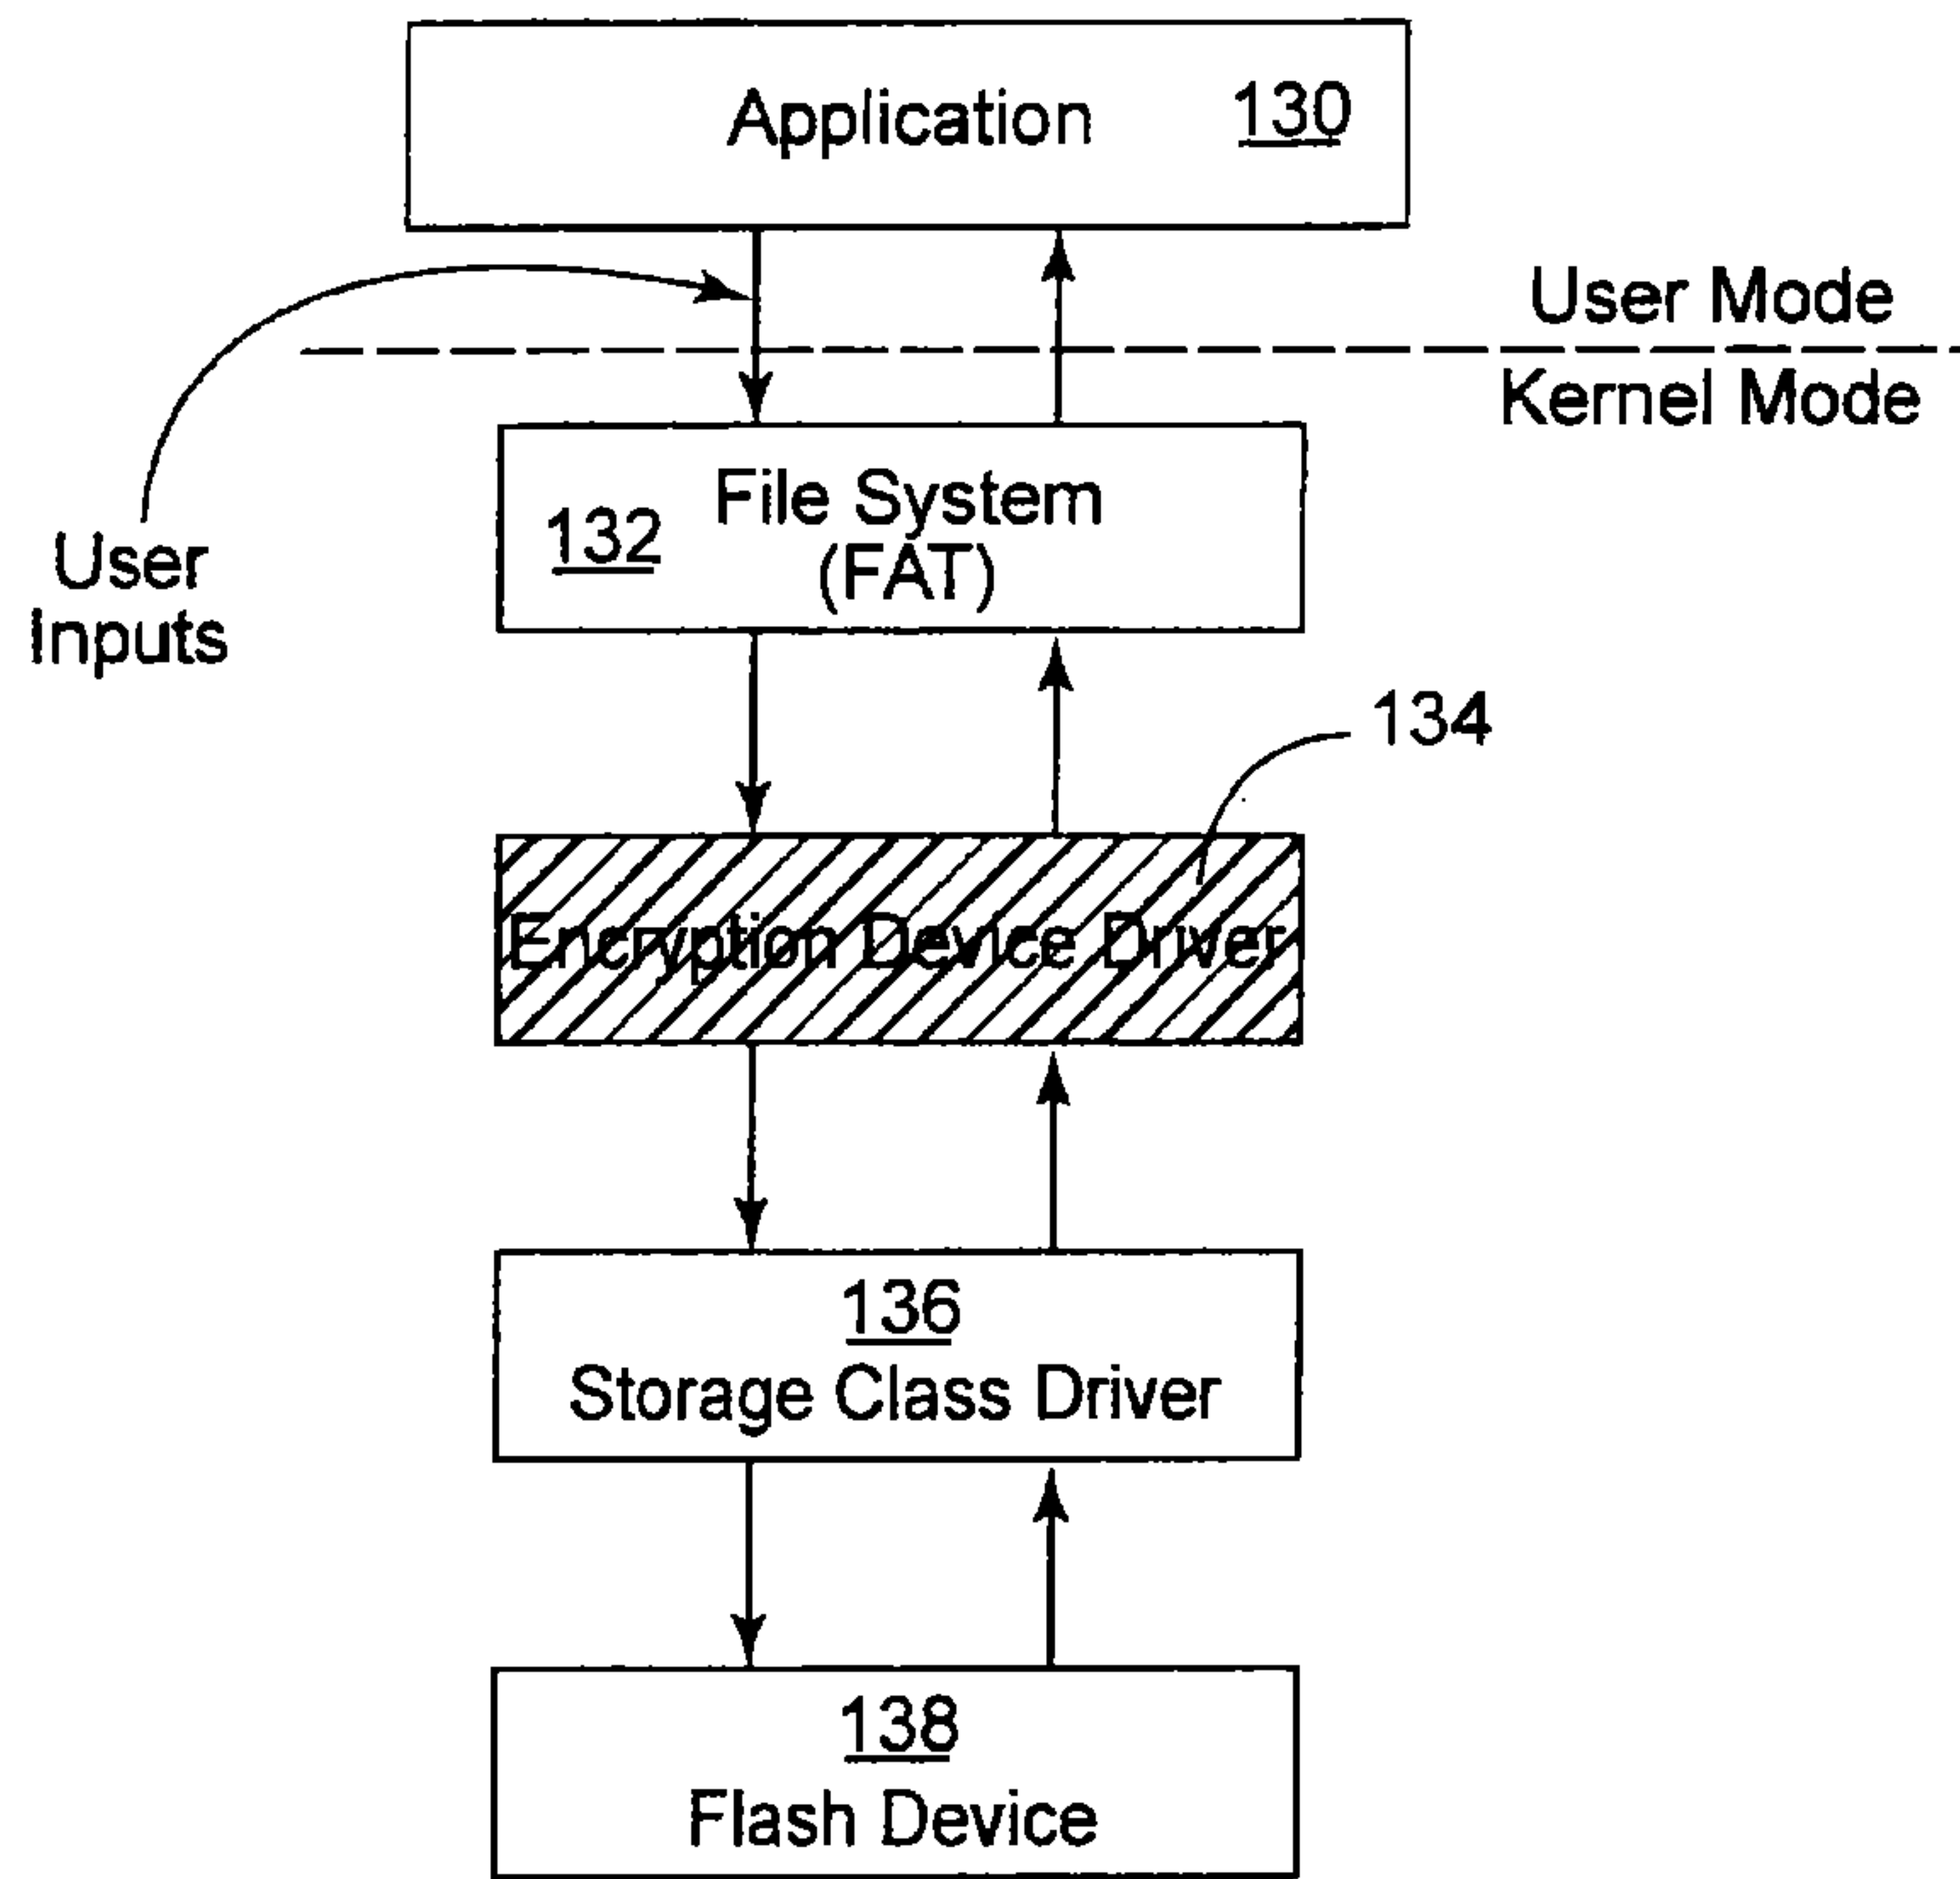 Application 130
User Mode
Kernel Mode
132 File System
(FAT)
User
Inputs
134
Encryption Device Driver
136
Storage Class Driver
138
Flash Device